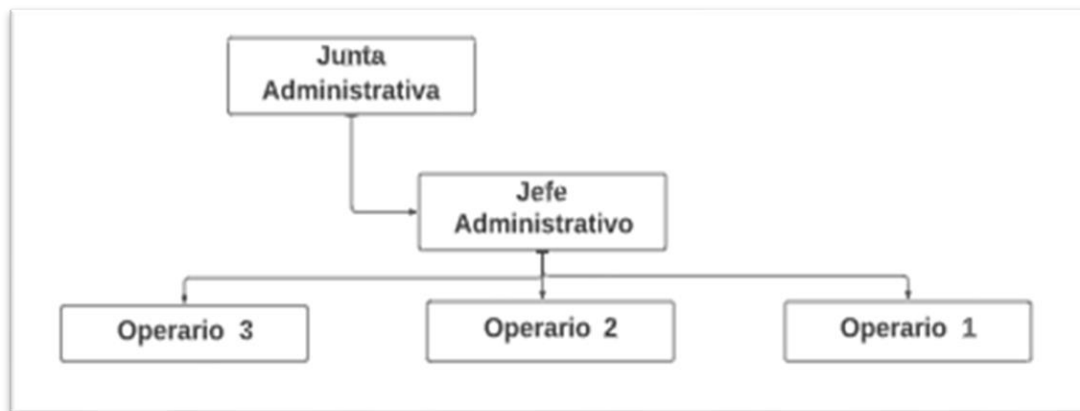 Junta
Administrativa
Jefe
Administrativo
Operario 3
Operario 2
Operario 1